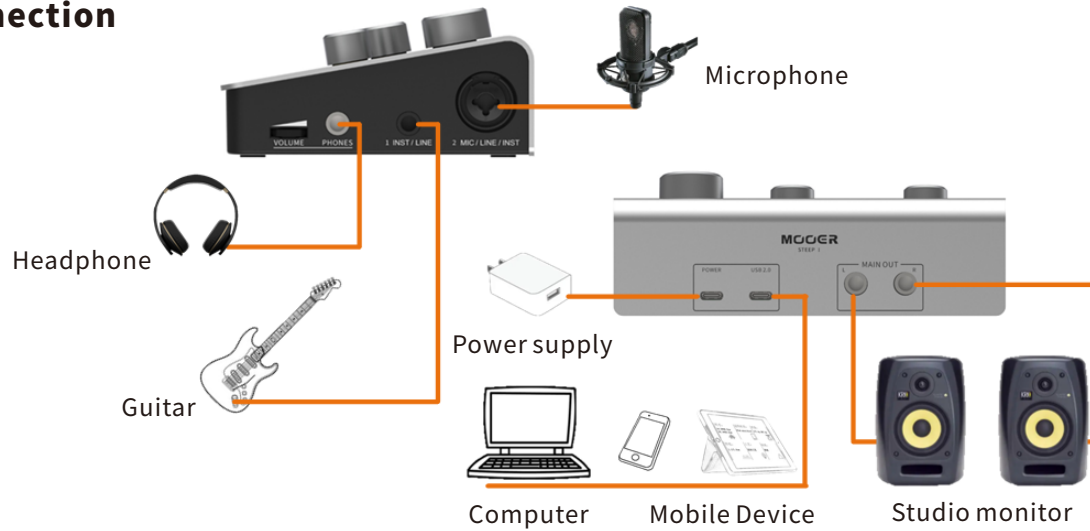 nection
Microphone
VOLUME PHONES 1 INST / LINE 2 MIC / LINE / INST
Headphone
MOOER
STEEP I
POWER USB 2.0
MAIN OUT
L R
Power supply
Guitar
Computer Mobile Device Studio monitor